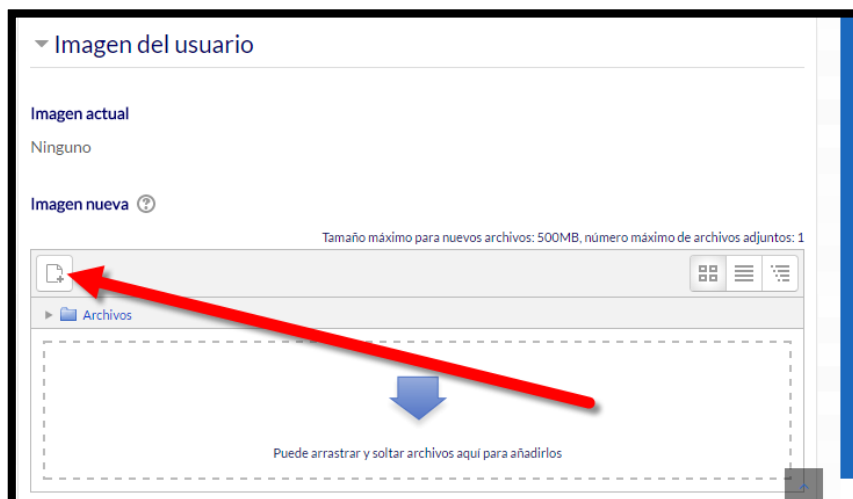 Imagen del usuario
Imagen actual
Ninguno
Imagen nueva
Tamaño máximo para nuevos archivos: 500MB, número máximo de archivos adjuntos: 1
Archivos
Puede arrastrar y soltar archivos aquí para añadirlos